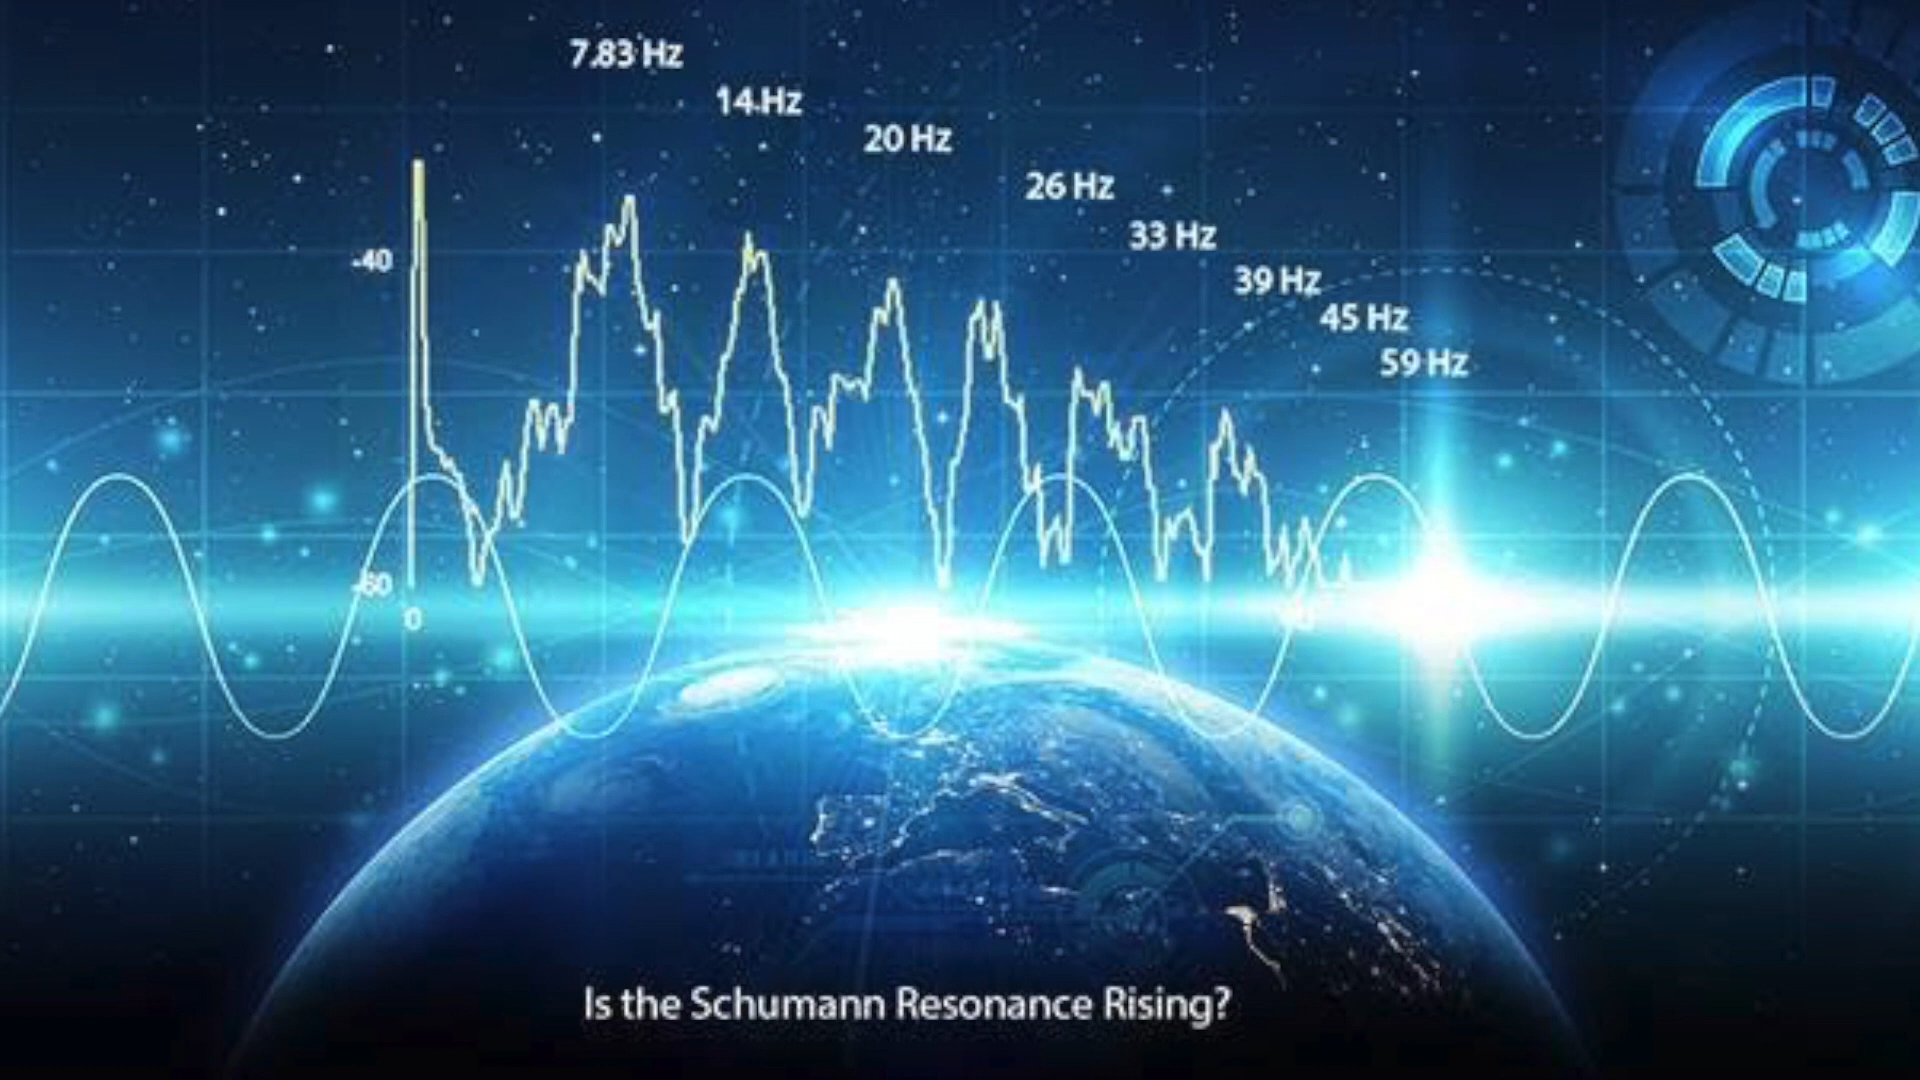 7.83 Hz
14 Hz
20 Hz
26 Hz
33 Hz
39 Hz
45 Hz
59 Hz
-40
-60
0
Is the Schumann Resonance Rising?